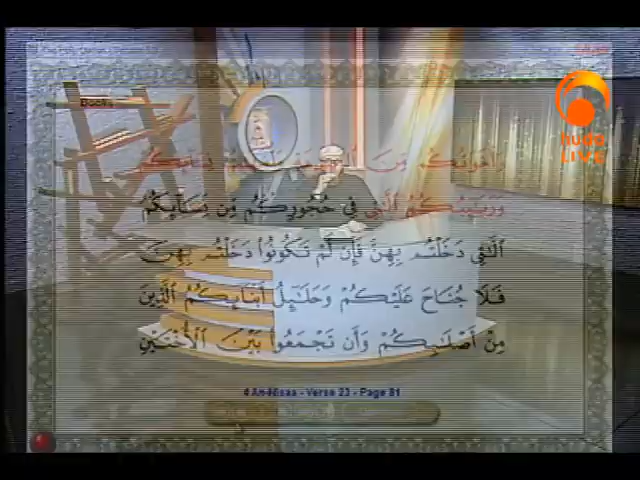 Books
huda
LIVE
وَأَخَوَٰتُكُم مِّنَ
وَرَبَـٰٓئِبُكُمُ ٱلَّـٰتِى فِى حُجُورِكُم مِّن نِّسَآئِكُمُ
ٱلَّـٰتِى دَخَلْتُم بِهِنَّ فَإِن لَّمْ تَكُونُوا۟ دَخَلْتُم بِهِنَّ
فَلَا جُنَاحَ عَلَيْكُمْ وَحَلَـٰٓئِلُ أَبْنَآئِكُمُ ٱلَّذِينَ
مِنْ أَصْلَـٰبِكُمْ وَأَن تَجْمَعُوا۟ بَيْنَ ٱلْأُخْتَيْنِ
4 An-Nisaa - Verse 23 - Page 81